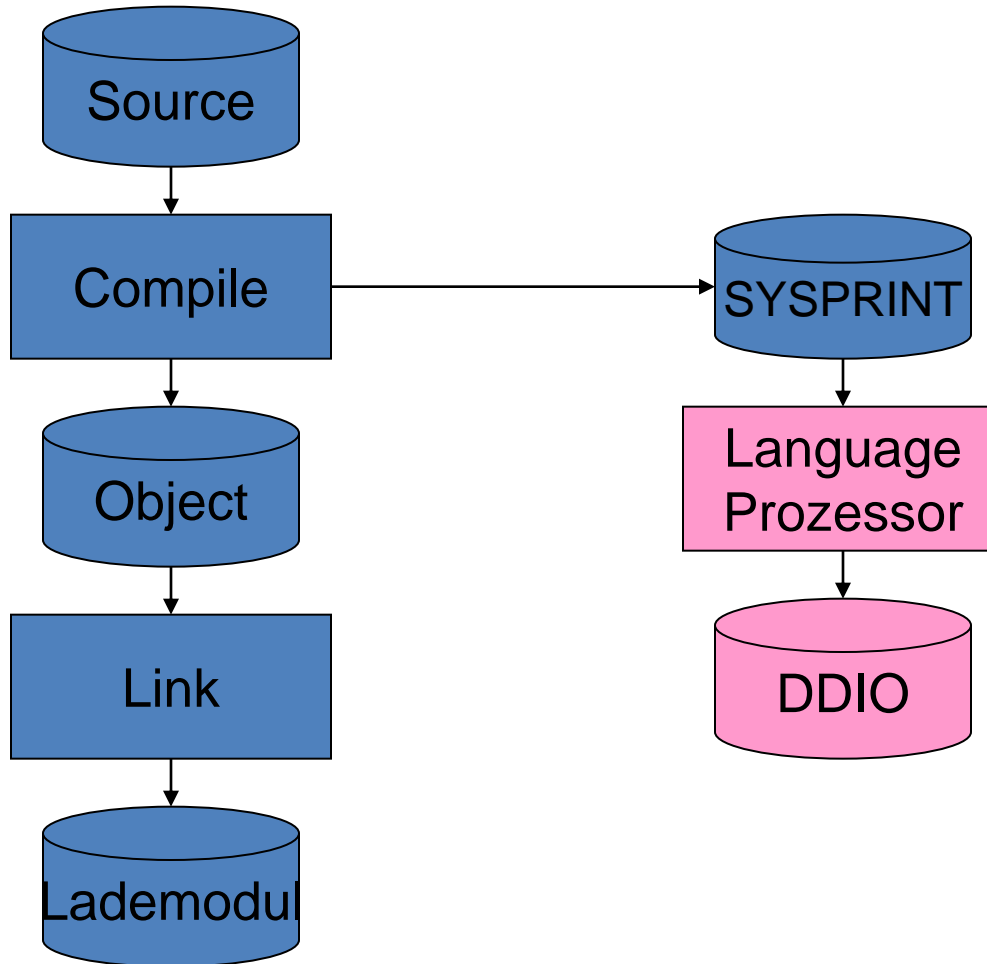 Source
Compile
SYSPRINT
Object
Language
Prozessor
Link
DDIO
Lademodul